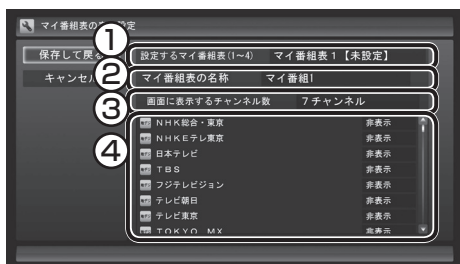 マイ番組表の
定
①
保存して戻
設定するマイ番組表(1~4) マイ番組表1【未設定】
②
キャンセル
マイ番組表の名称 マイ番組1
③
画面に表示するチャンネル数 7チャンネル
④
NHK総合・東京 非表示
NHKEテレ東京 非表示
日本テレビ 非表示
TBS 非表示
フジテレビジョン 非表示
テレビ朝日 非表示
テレビ東京 非表示
TOKYO MX 非表示